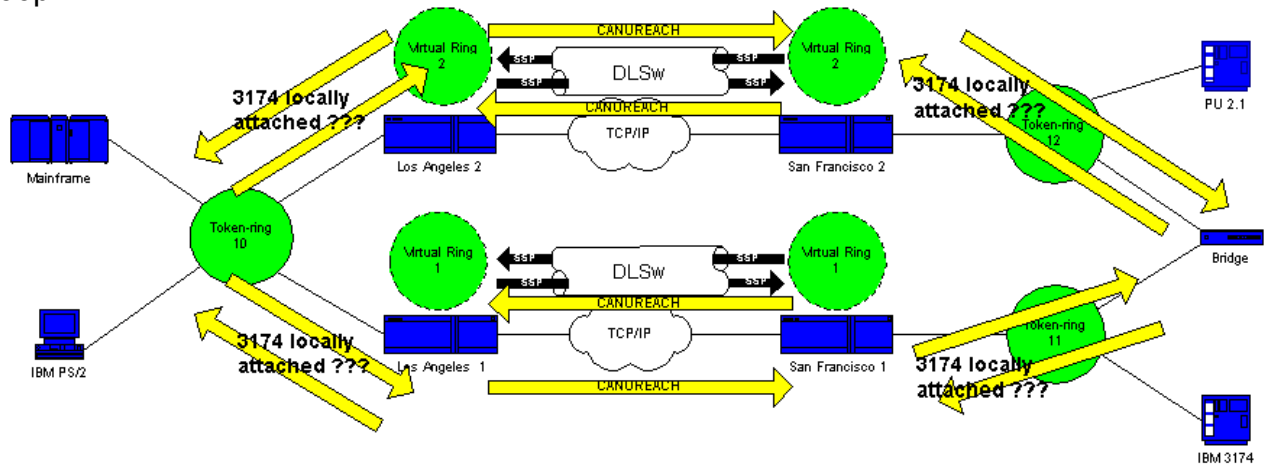 CANUREACH
Virtual Ring
2
SSP
SSP
DLSw
SSP
SSP
Virtual Ring
2
CANUREACH
3174 locally
attached ???
3174 locally
attached ???
PU 2.1
Mainframe
Los Angeles 2
TCP/IP
San Francisco 2
Token-ring
12
Token-ring
10
Virtual Ring
1
SSP
SSP
DLSw
SSP
SSP
Virtual Ring
1
CANUREACH
Bridge
3174 locally
attached ???
IBM PS/2
Los Angeles 1
TCP/IP
San Francisco 1
Token-ring
11
3174 locally
attached ???
CANUREACH
IBM 3174